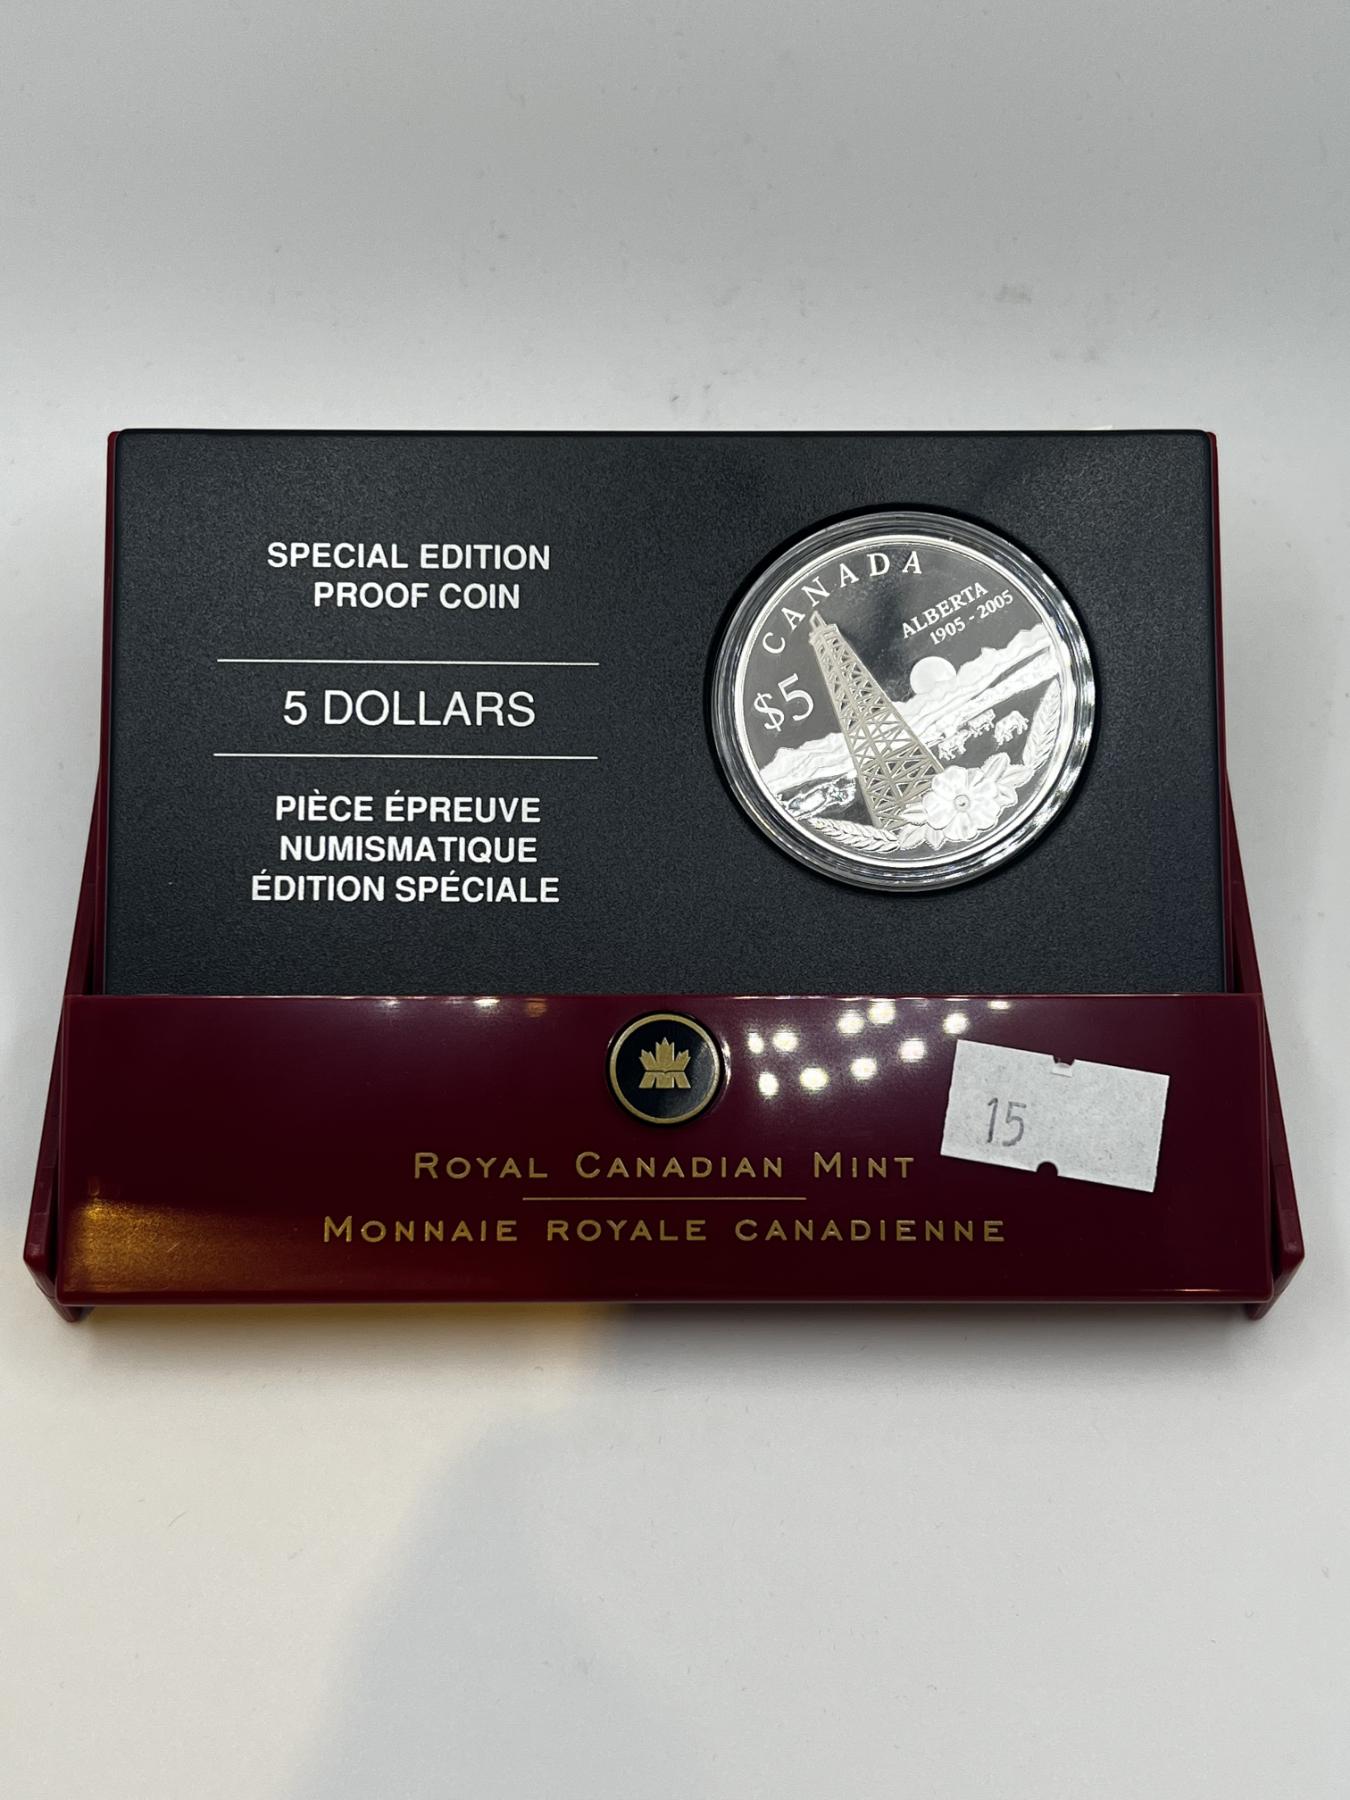 SPECIAL EDITION
PROOF COIN
5 DOLLARS
PIÈCE ÉPREUVE
NUMISMATIQUE
ÉDITION SPÉCIALE
CANADA
ALBERTA
1905 - 2005
$5
15
ROYAL CANADIAN MINT
MONNAIE ROYALE CANADIENNE